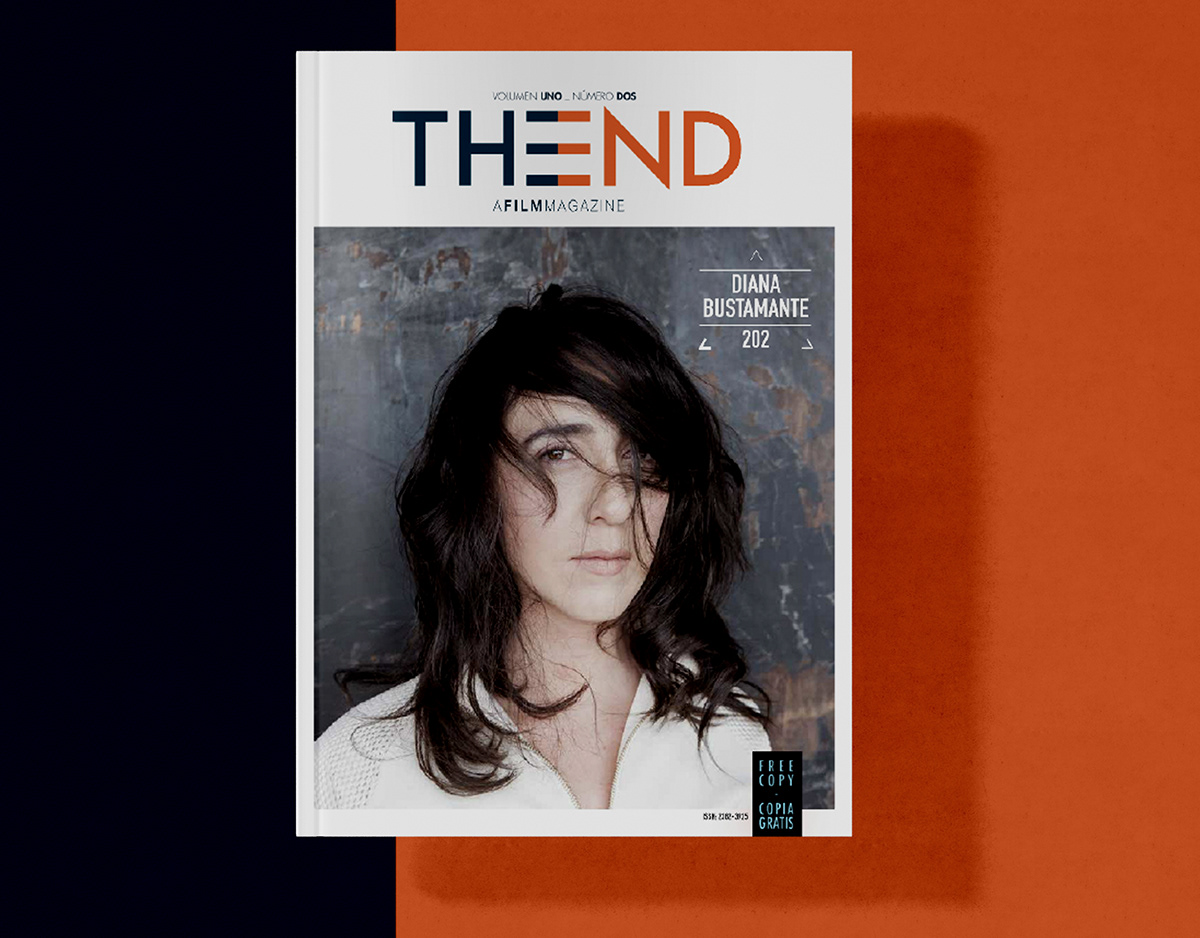 VOLUMEN UNO _ NÚMERO DOS
THEEND
AFILMMAGAZINE
DIANA
BUSTAMANTE
202
FREE
COPY
-
COPIA
GRATIS